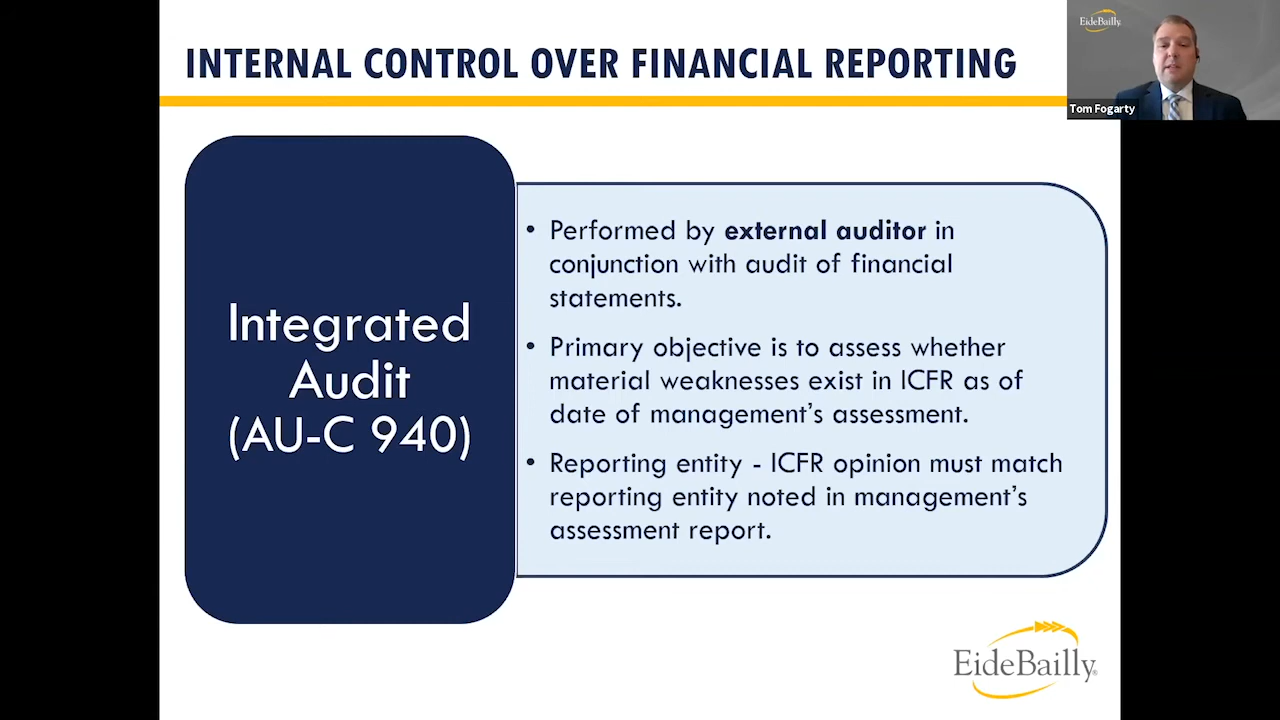 INTERNAL CONTROL OVER FINANCIAL REPORTING
EideBailly
Tom Fogarty
Integrated
Audit
(AU-C 940)
• Performed by external auditor in
conjunction with audit of financial
statements.
• Primary objective is to assess whether
material weaknesses exist in ICFR as of
date of management’s assessment.
• Reporting entity - ICFR opinion must match
reporting entity noted in management’s
assessment report.
EideBailly®